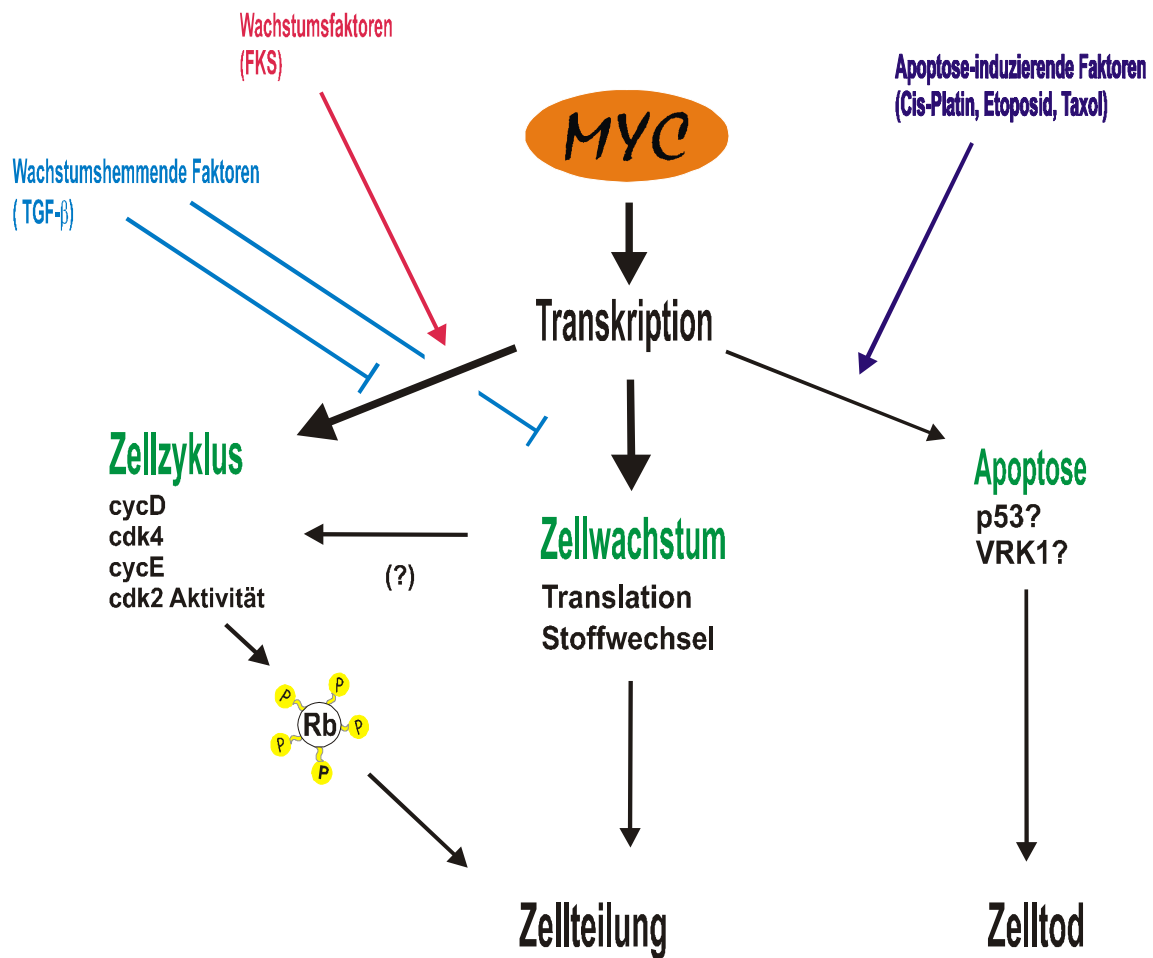 Wachstumsfaktoren
(FKS)
Apoptose-induzierende Faktoren
(Cis-Platin, Etoposid, Taxol)
MYC
Wachstumshemmende Faktoren
( TGF-β)
Transkription
Zellzyklus
cycD
cdk4
cycE
cdk2 Aktivität
(?)
Zellwachstum
Translation
Stoffwechsel
Apoptose
p53?
VRK1?
P
P
P
Rb
P
P
Zellteilung
Zelltod